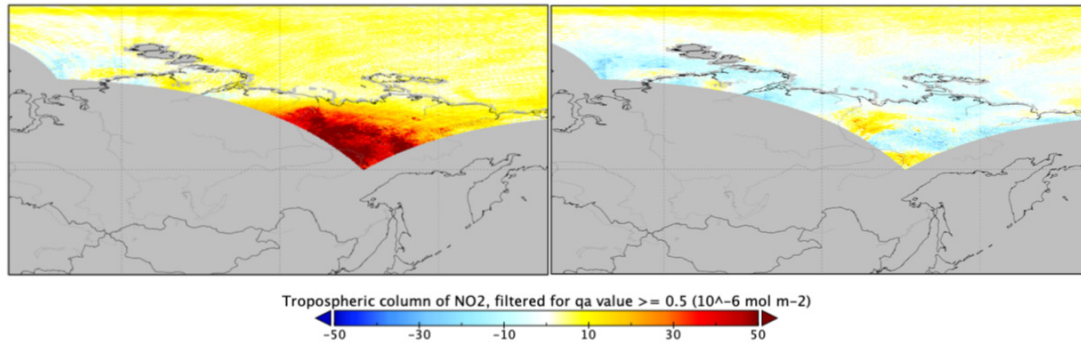 Tropospheric column of NO2, filtered for qa value >= 0.5 (10^-6 mol m-2)
-50 -30 -10 10 30 50